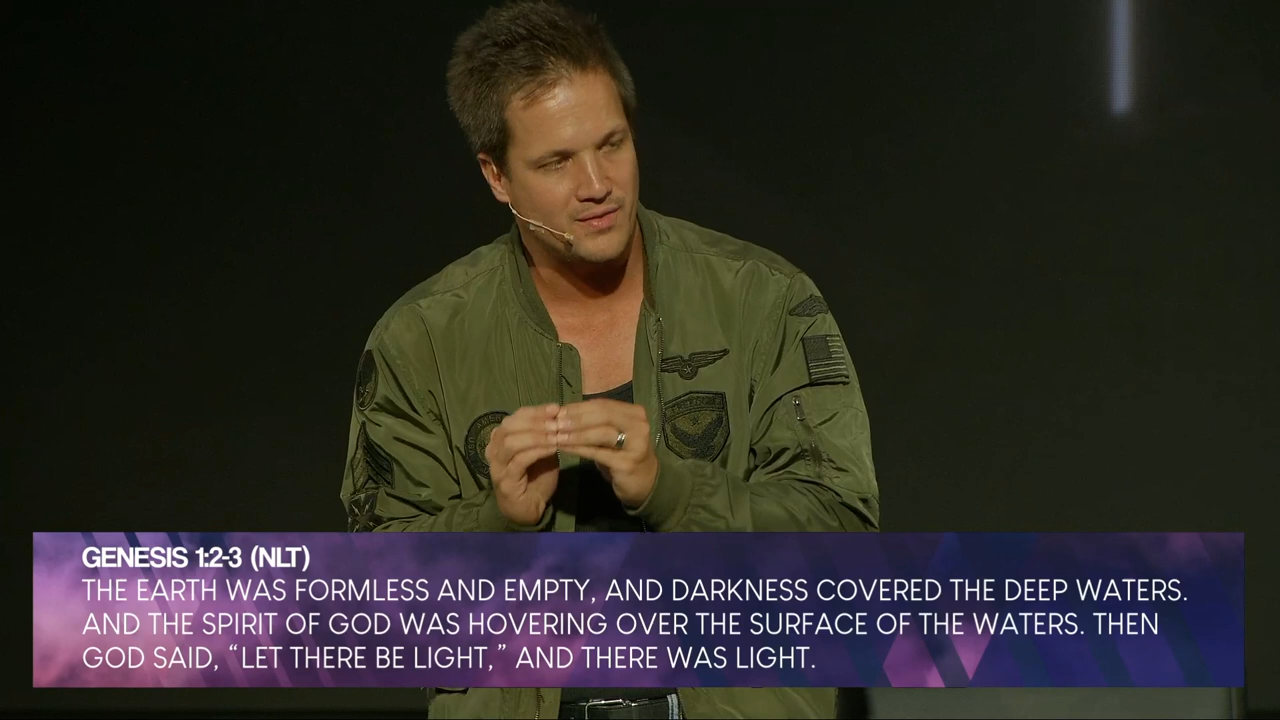 GENESIS 1:2-3 (NLT)
THE EARTH WAS FORMLESS AND EMPTY, AND DARKNESS COVERED THE DEEP WATERS.
AND THE SPIRIT OF GOD WAS HOVERING OVER THE SURFACE OF THE WATERS. THEN
GOD SAID, “LET THERE BE LIGHT,” AND THERE WAS LIGHT.